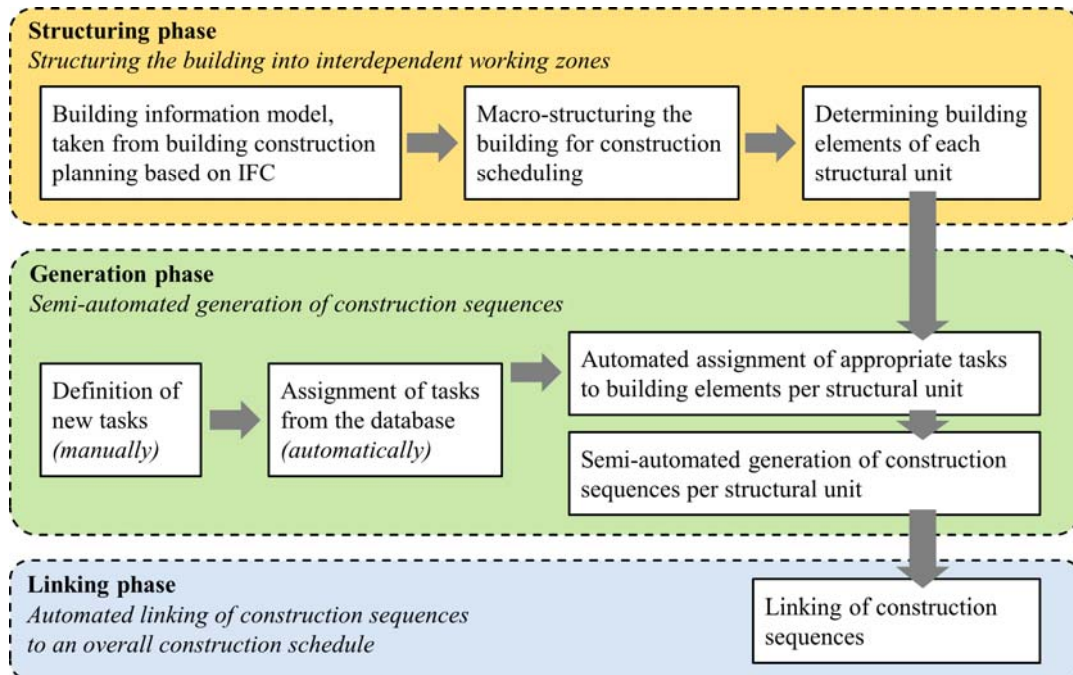 Structuring phase
Structuring the building into interdependent working zones
Building information model,
taken from building construction
planning based on IFC
Macro-structuring the
building for construction
scheduling
Determining building
elements of each
structural unit
Generation phase
Semi-automated generation of construction sequences
Definition of
new tasks
(manually)
Assignment of tasks
from the database
(automatically)
Automated assignment of appropriate tasks
to building elements per structural unit
Semi-automated generation of construction
sequences per structural unit
Linking phase
Automated linking of construction sequences
to an overall construction schedule
Linking of construction
sequences